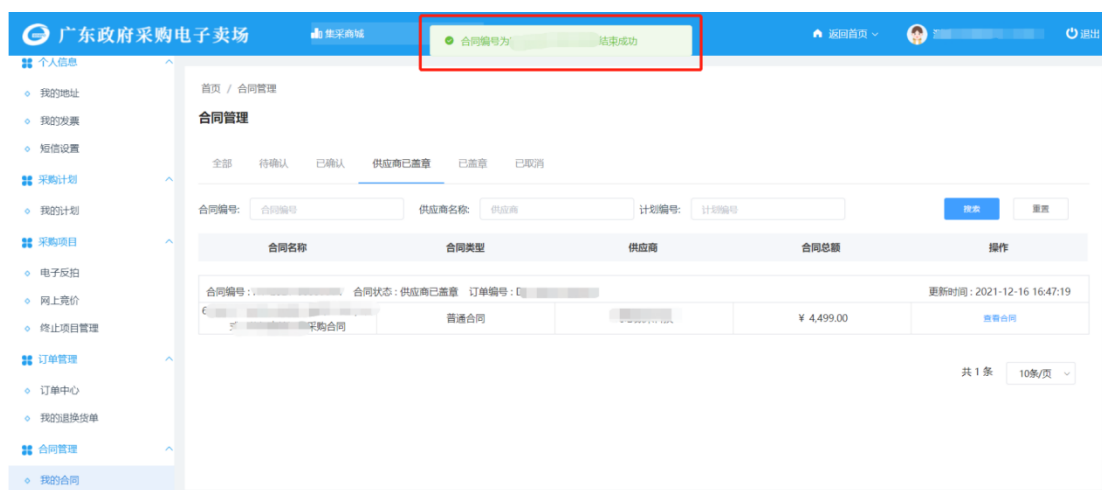 广东政府采购电子卖场
集采商城
合同编号为 结束成功
返回首页
退出
个人信息
我的地址
我的发票
短信设置
采购计划
我的计划
采购项目
电子反拍
网上竞价
终止项目管理
订单管理
订单中心
我的退换货单
合同管理
我的合同
首页 / 合同管理
合同管理
全部 待确认 已确认 供应商已盖章 已盖章 已取消
合同编号: 合同编号 供应商名称: 供应商 计划编号: 计划编号 搜索 重置
合同名称 合同类型 供应商 合同总额 操作
合同编号: 合同状态:供应商已盖章 订单编号: 更新时间:2021-12-16 16:47:19
采购合同 普通合同 ¥ 4,499.00 查看合同
共 1 条 10条/页